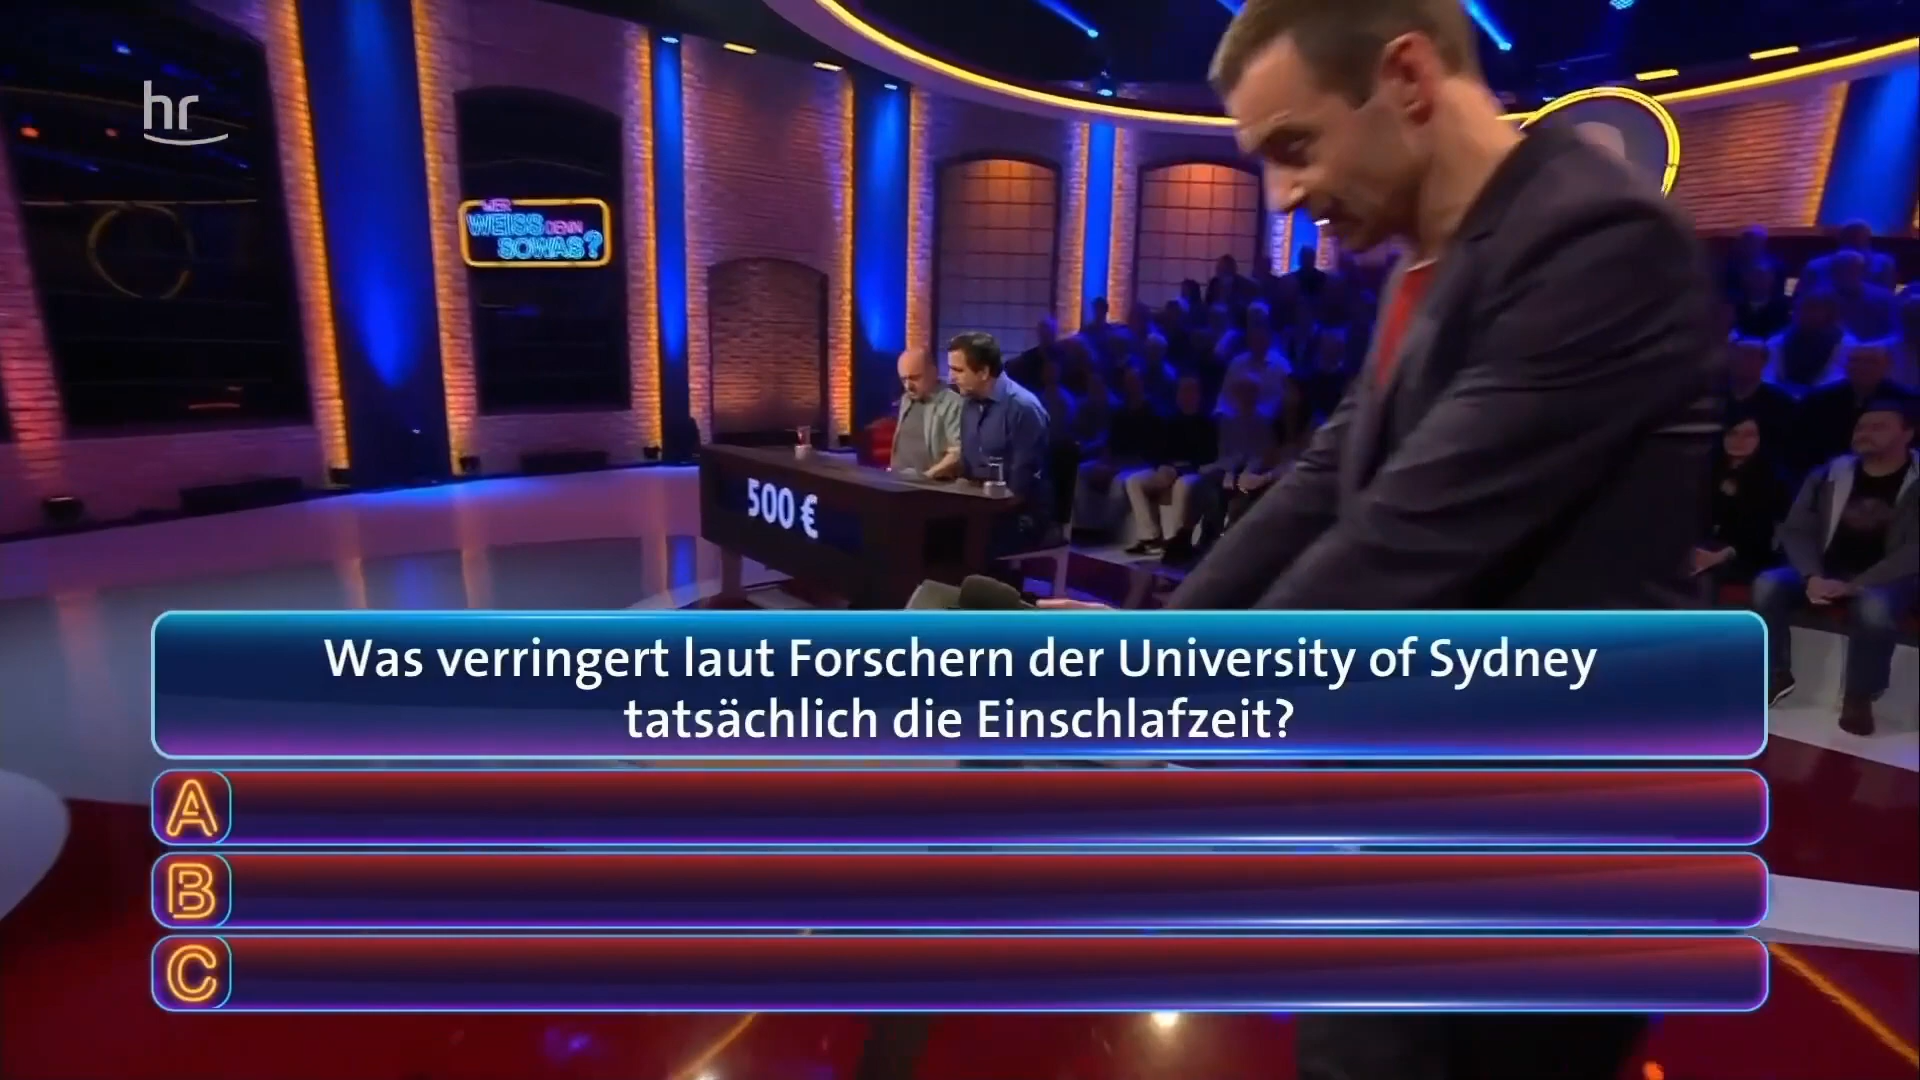 hr
WER
WEISS DENN
SOWAS?
500 €
Was verringert laut Forschern der University of Sydney
tatsächlich die Einschlafzeit?
A
B
C